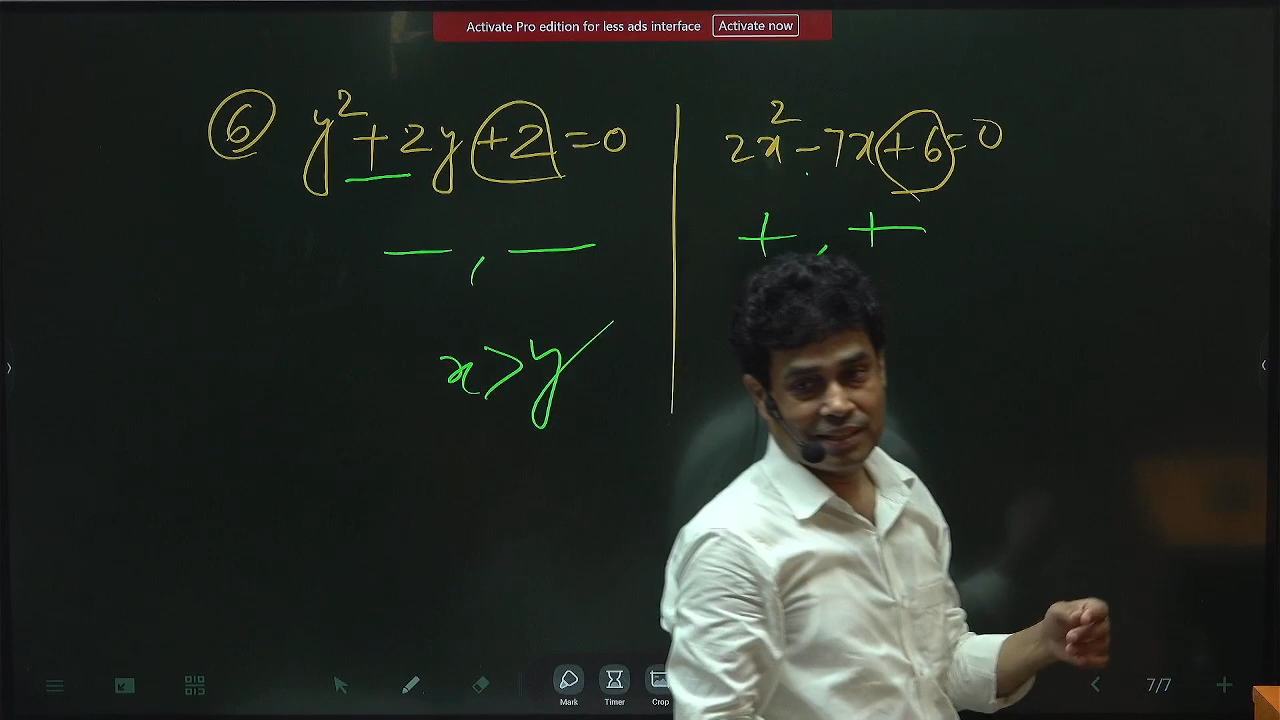 Activate Pro edition for less ads interface Activate now
⑥ y² + 2y + 2 = 0
2x² - 7x + 6 = 0
— , —
+ , +
x > y
Mark Timer Crop
7/7